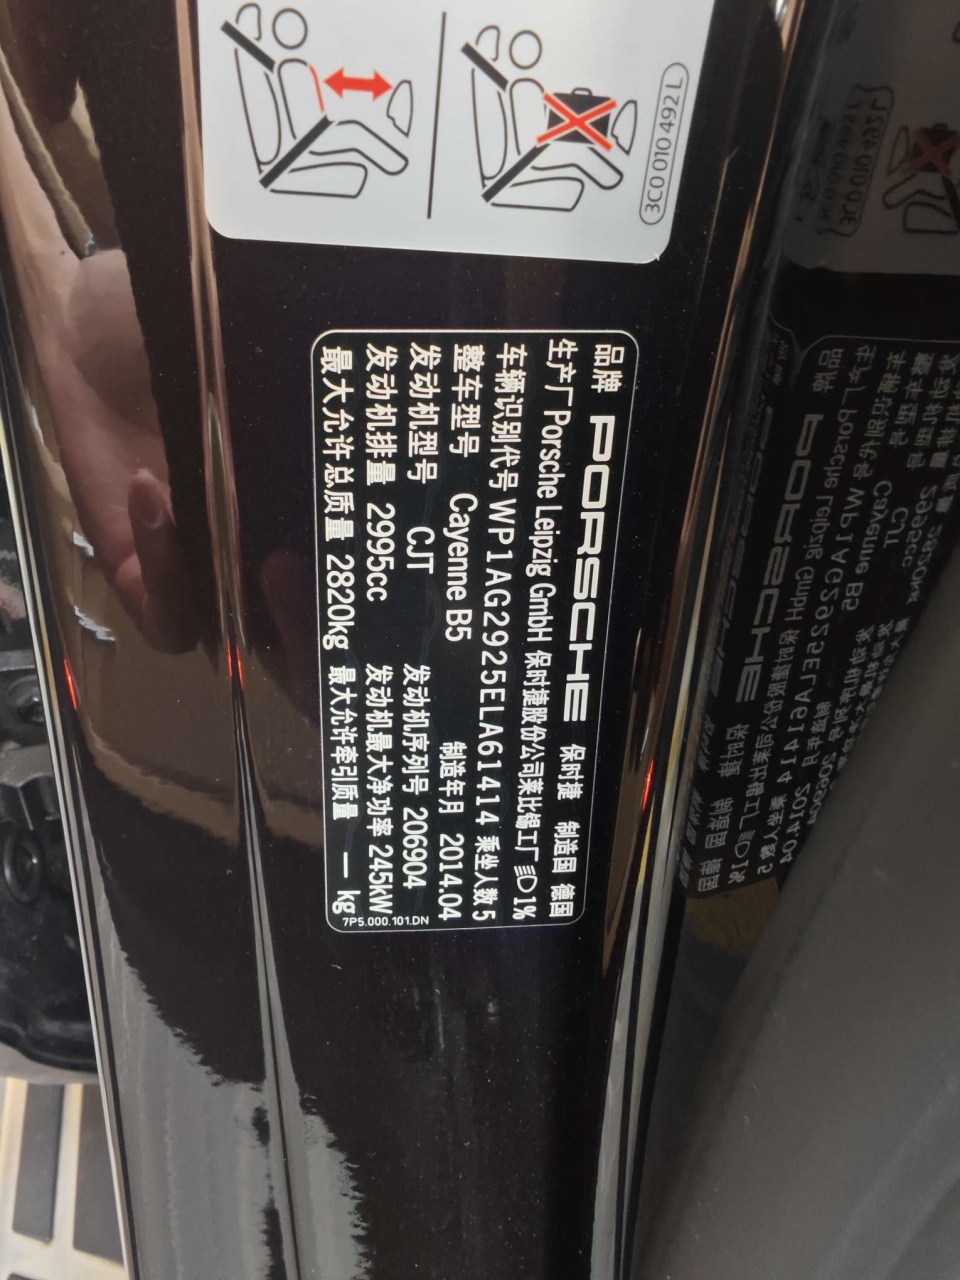 3C0 010 492 L
品牌 PORSCHE 保时捷 制造国 德国
生产厂 Porsche Leipzig GmbH 保时捷股份公司莱比锡工厂 1%
车辆识别代号 WP1AG2925ELA61414 乘坐人数 5
整车型号 Cayenne B5 制造年月 2014.04
发动机型号 CJT 发动机序列号 206904
发动机排量 2995cc 发动机最大净功率 245kW
最大允许总质量 2820kg 最大允许牵引质量 — kg
7P5.000.101.DN